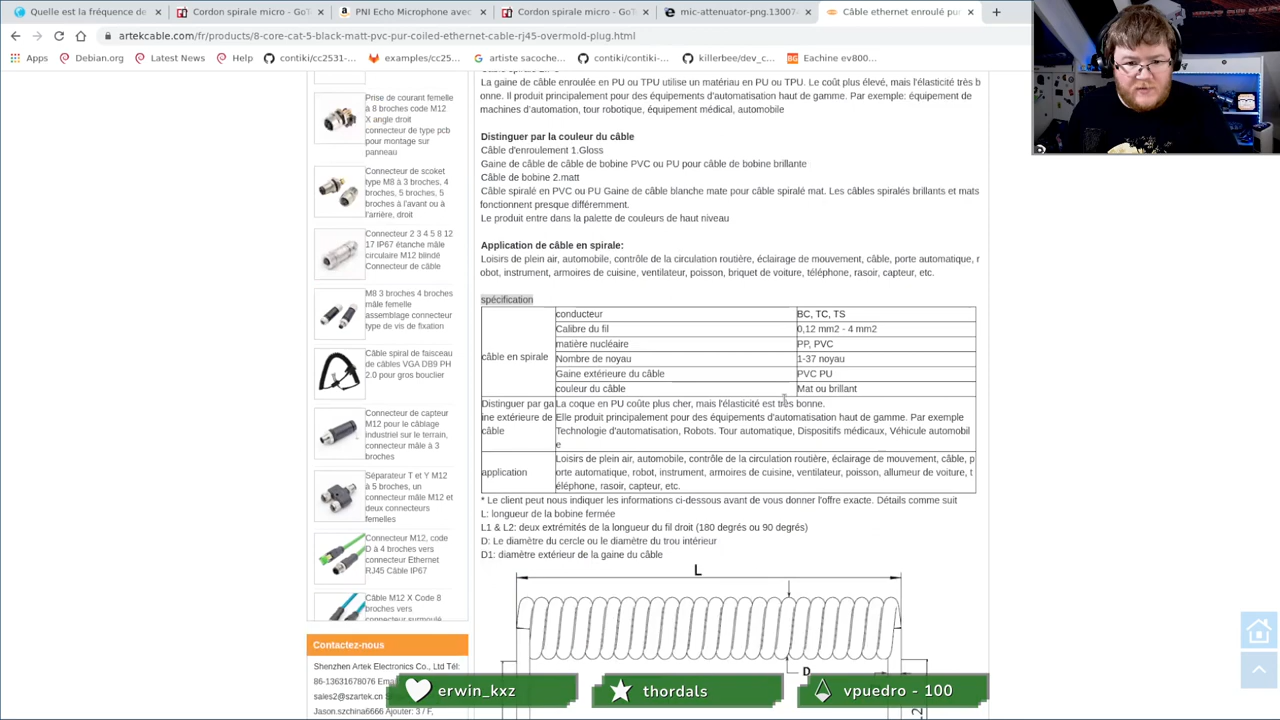 Quelle est la fréquence de
Cordon spirale micro - GoT
PNI Echo Microphone avec
Cordon spirale micro - GoT
mic-attenuator-png.13007
Câble ethernet enroulé pur
artekcable.com/fr/products/8-core-cat-5-black-matt-pvc-pur-coiled-ethernet-cable-rj45-overmold-plug.html
Apps
Debian.org
Latest News
Help
contiki/cc2531-...
examples/cc25...
artiste sacoche...
contiki/contiki-...
killerbee/dev_c...
Eachine ev800...
Prise de courant femelle
à 8 broches code M12
X angle droit
connecteur de type pcb
pour montage sur
panneau
Connecteur de scoket
type M8 à 3 broches, 4
broches, 5 broches, 5
broches à l'avant ou à
l'arrière, droit
Connecteur 2 3 4 5 8 12
17 IP67 étanche mâle
circulaire M12 blindé
Connecteur de câble
M8 3 broches 4 broches
mâle femelle
assemblage connecteur
type de vis de fixation
Câble spiral de faisceau
de câbles VGA DB9 PH
2.0 pour gros bouclier
Connecteur de capteur
M12 pour le câblage
industriel sur le terrain,
connecteur mâle à 3
broches
Séparateur T et Y M12
à 5 broches, un
connecteur mâle M12 et
deux connecteurs
femelles
Connecteur M12, code
D à 4 broches vers
connecteur Ethernet
RJ45 Câble IP67
Câble M12 X Code 8
broches vers
connecteur surmoulé
Contactez-nous
Shenzhen Artek Electronics Co., Ltd Tél:
86-13631678076 Ema
sales2@szartek.cn
Jason.szchina6666 Ajouter: 3 / F,
La gaine de câble enroulée en PU ou TPU utilise un matériau en PU ou TPU. Le coût plus élevé, mais l'élasticité très b
onne. Il produit principalement pour des équipements d'automatisation haut de gamme. Par exemple: équipement de
machines d'automation, tour robotique, équipement médical, automobile
Distinguer par la couleur du câble
Câble d'enroulement 1.Gloss
Gaine de câble de câble de bobine PVC ou PU pour câble de bobine brillante
Câble de bobine 2.matt
Câble spiralé en PVC ou PU Gaine de câble blanche mate pour câble spiralé mat. Les câbles spiralés brillants et mats
fonctionnent presque différemment.
Le produit entre dans la palette de couleurs de haut niveau
Application de câble en spirale:
Loisirs de plein air, automobile, contrôle de la circulation routière, éclairage de mouvement, câble, porte automatique, r
obot, instrument, armoires de cuisine, ventilateur, poisson, briquet de voiture, téléphone, rasoir, capteur, etc.
spécification
câble en spirale
conducteur BC, TC, TS
Calibre du fil 0,12 mm2 - 4 mm2
matière nucléaire PP, PVC
Nombre de noyau 1-37 noyau
Gaine extérieure du câble PVC PU
couleur du câble Mat ou brillant
Distinguer par ga
ine extérieure de
câble
La coque en PU coûte plus cher, mais l'élasticité est très bonne.
Elle produit principalement pour des équipements d'automatisation haut de gamme. Par exemple
Technologie d'automatisation, Robots. Tour automatique, Dispositifs médicaux, Véhicule automobil
e
application
Loisirs de plein air, automobile, contrôle de la circulation routière, éclairage de mouvement, câble, p
orte automatique, robot, instrument, armoires de cuisine, ventilateur, poisson, allumeur de voiture, t
éléphone, rasoir, capteur, etc.
* Le client peut nous indiquer les informations ci-dessous avant de vous donner l'offre exacte. Détails comme suit
L: longueur de la bobine fermée
L1 & L2: deux extrémités de la longueur du fil droit (180 degrés ou 90 degrés)
D: Le diamètre du cercle ou le diamètre du trou intérieur
D1: diamètre extérieur de la gaine du câble
L
D
erwin_kxz
thordals
vpuedro - 100